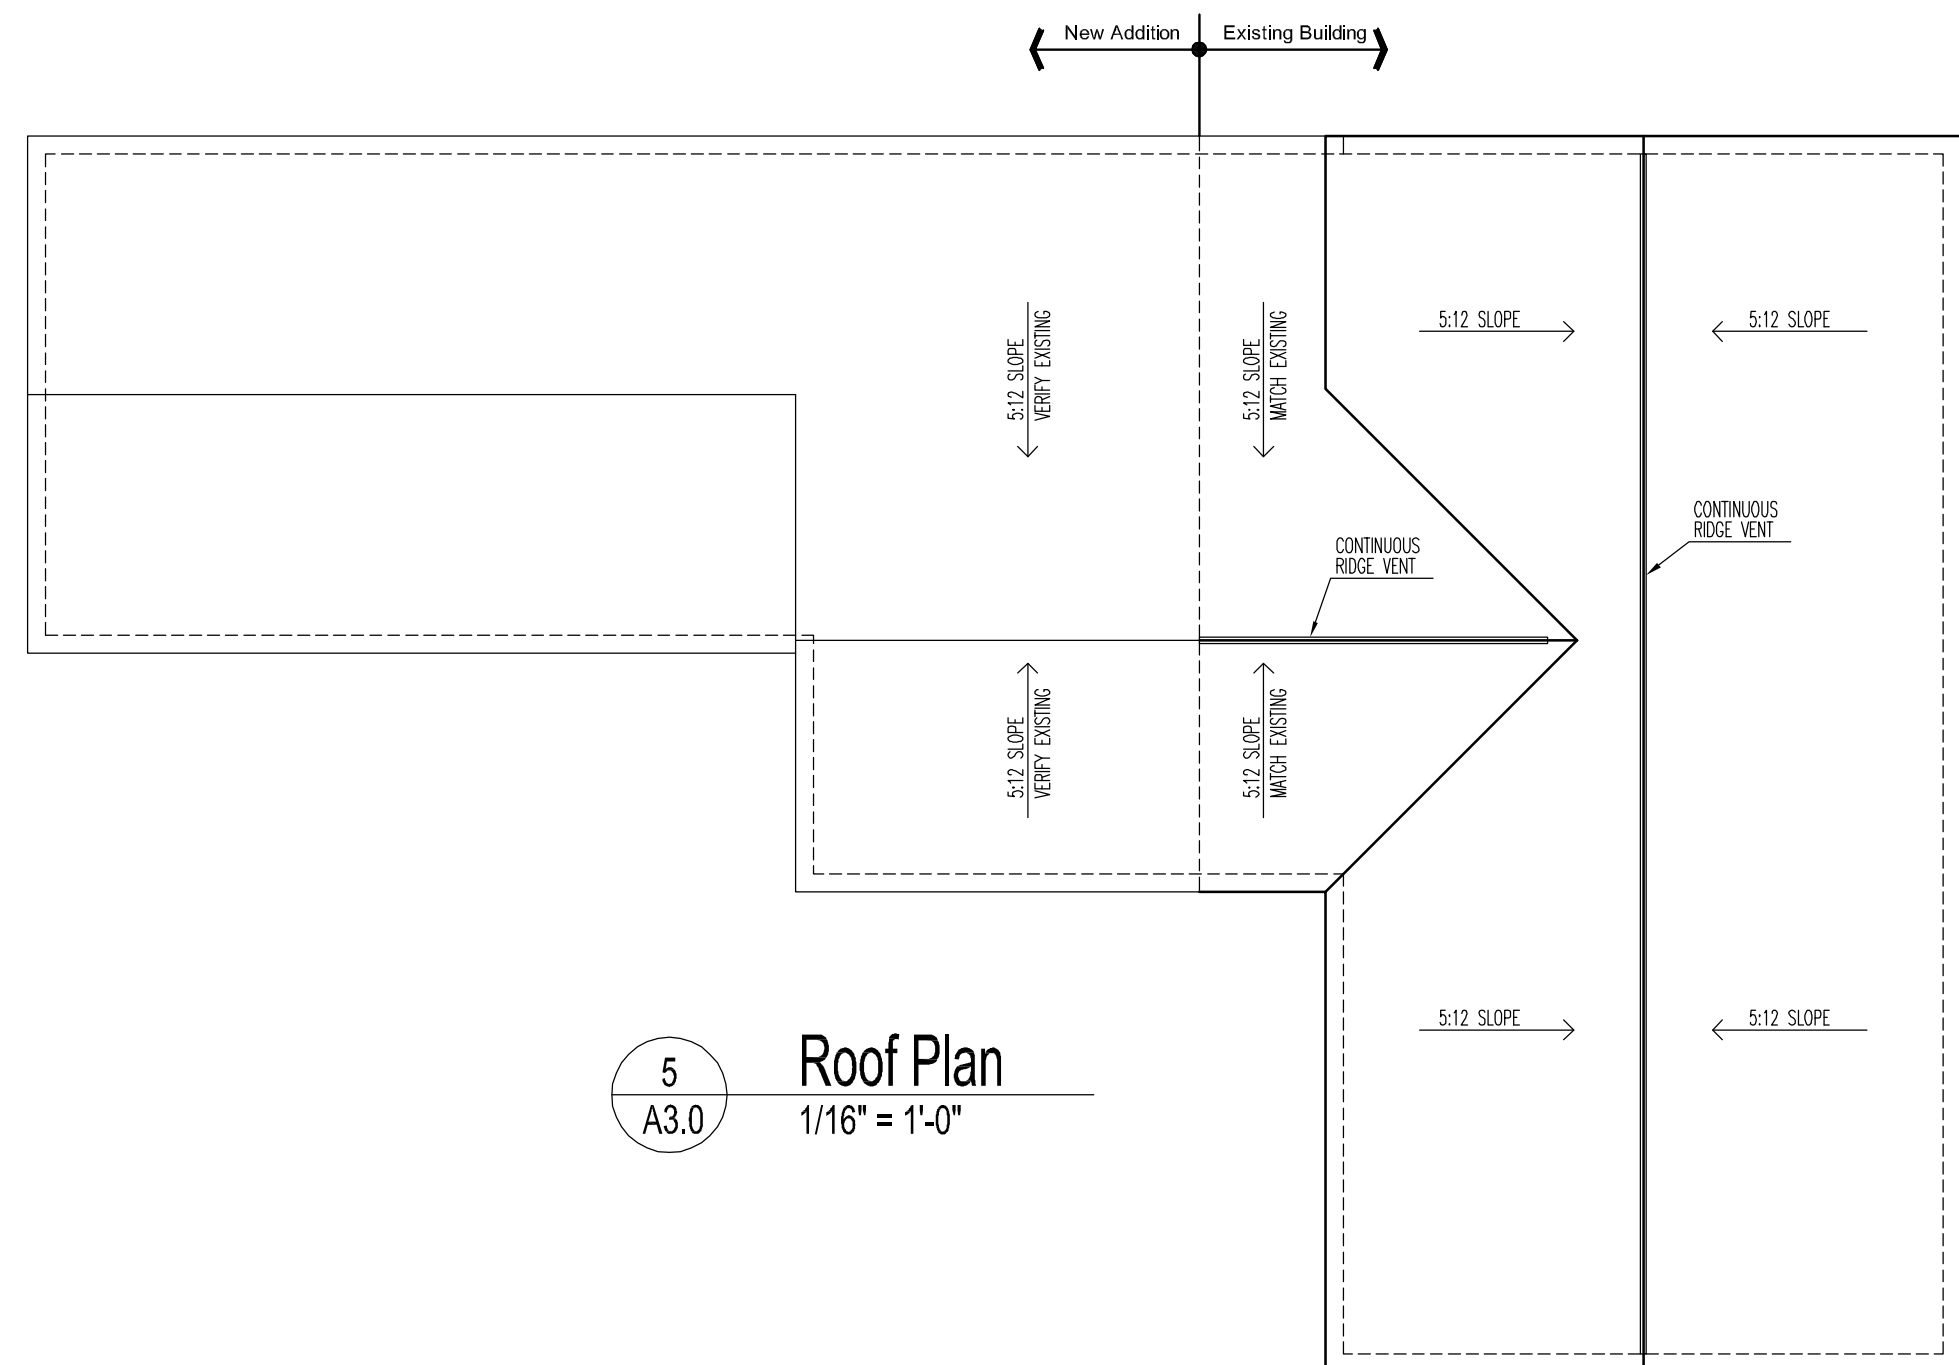 New Addition
Existing Building
5:12 SLOPE
VERIFY EXISTING
5:12 SLOPE
MATCH EXISTING
5:12 SLOPE
5:12 SLOPE
CONTINUOUS
RIDGE VENT
CONTINUOUS
RIDGE VENT
5:12 SLOPE
VERIFY EXISTING
5:12 SLOPE
MATCH EXISTING
5:12 SLOPE
5:12 SLOPE
5
A3.0
Roof Plan
1/16" = 1'-0"